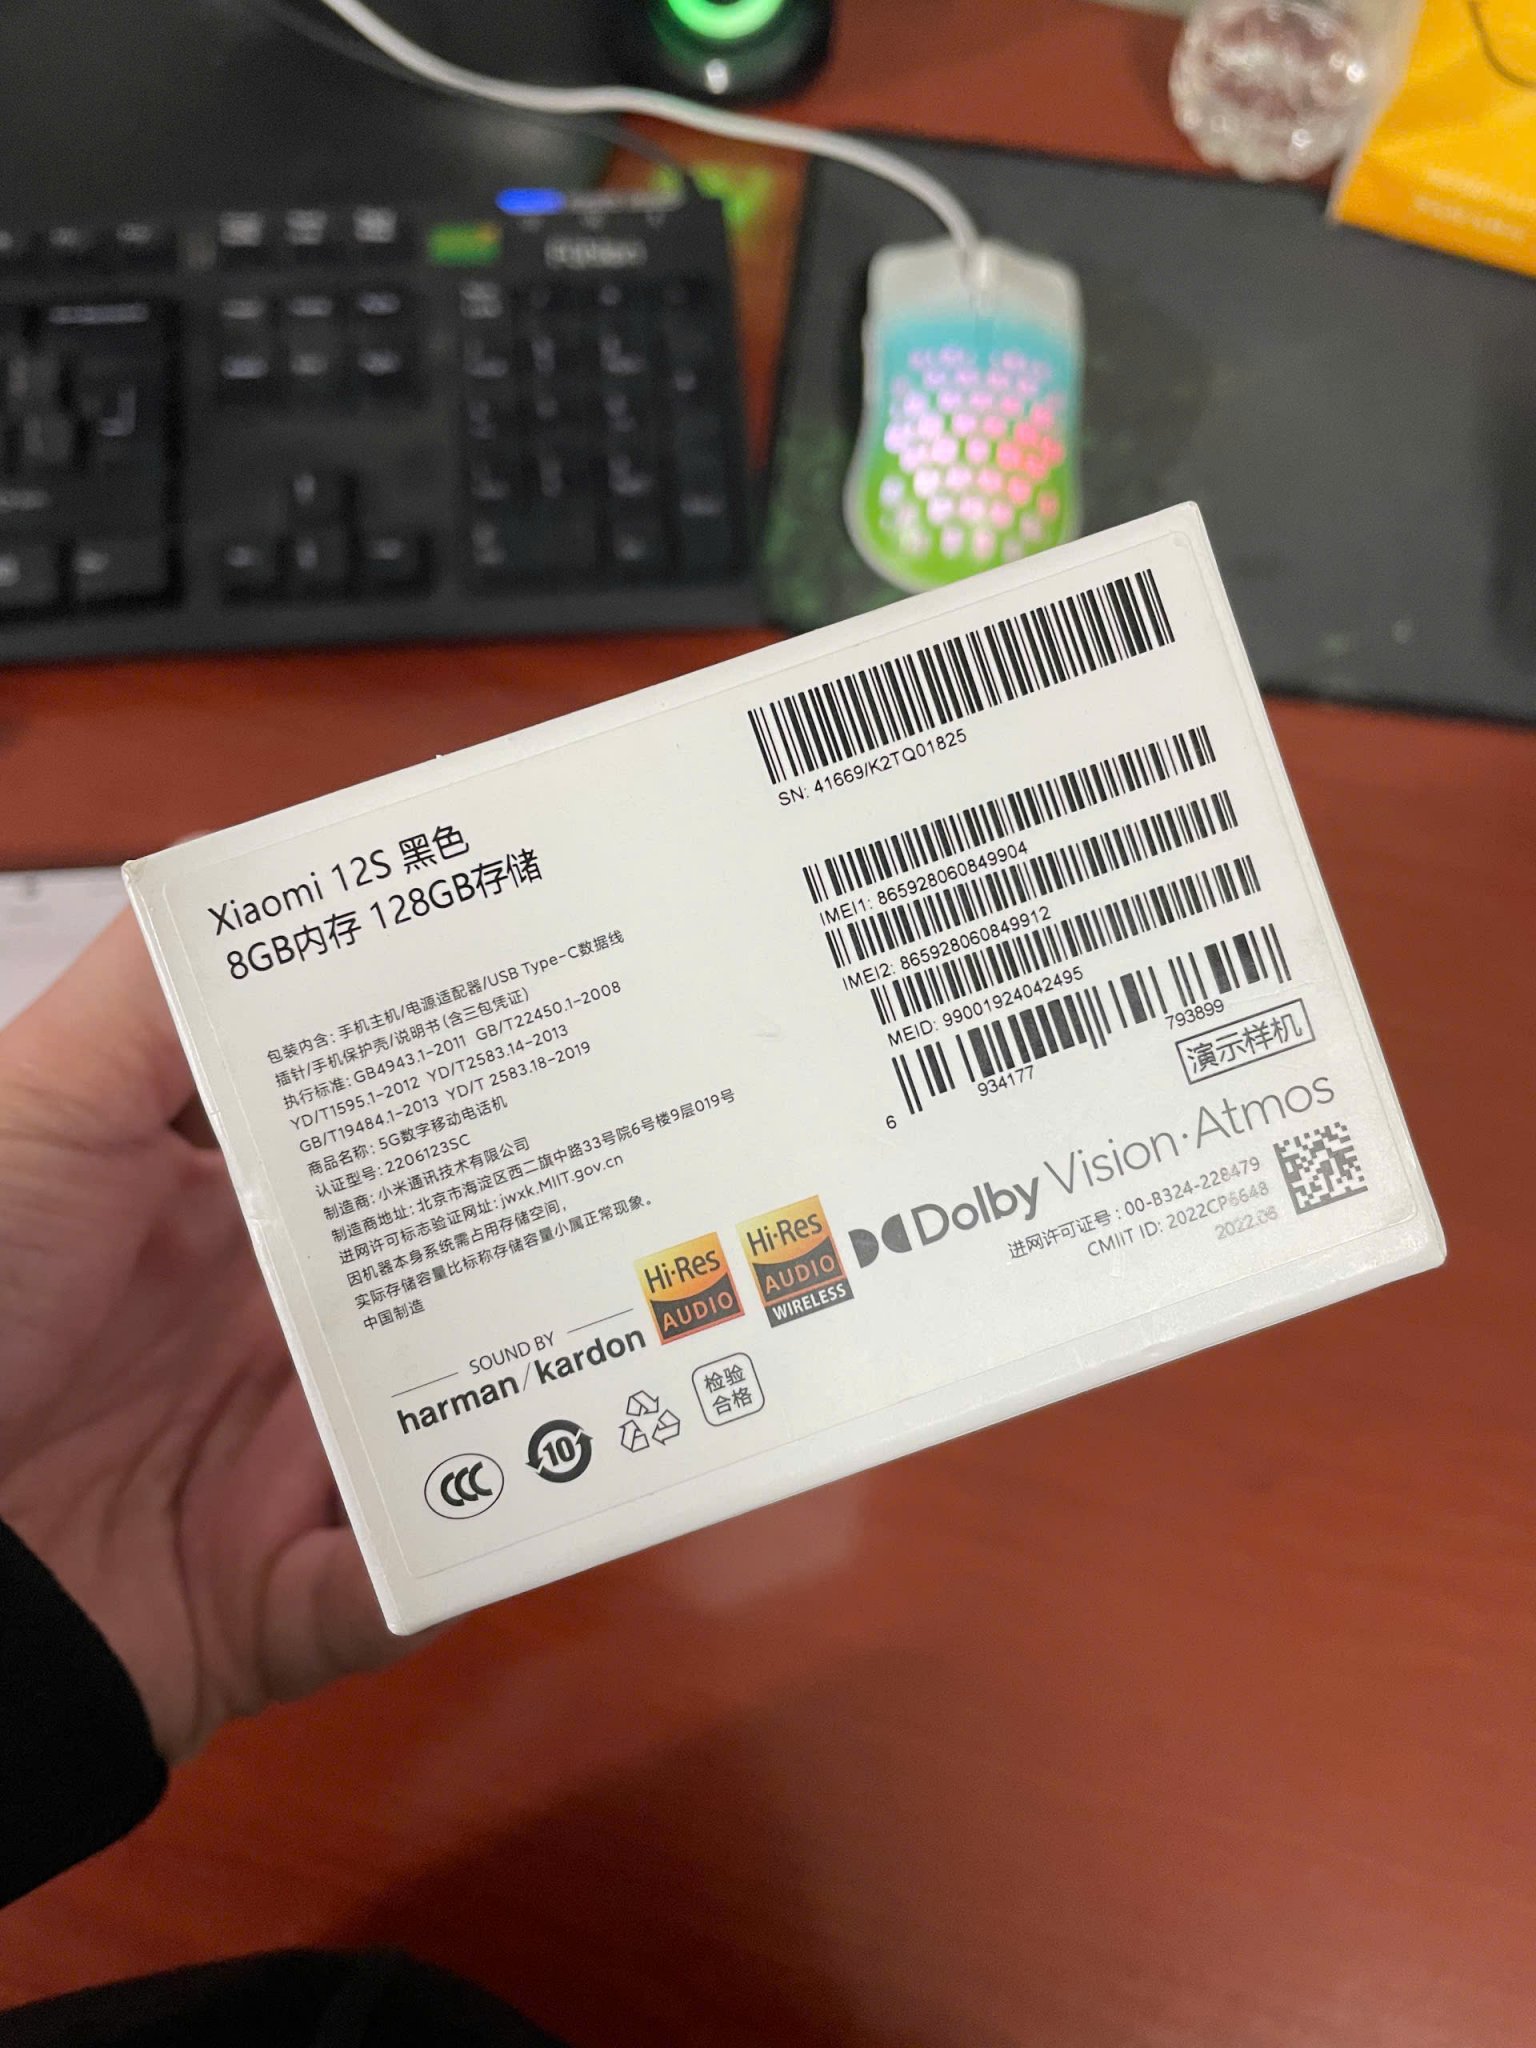 Xiaomi 12S 黑色
8GB内存 128GB存储
包装内含: 手机主机/电源适配器/USB Type-C数据线
插针/手机保护壳/说明书 (含三包凭证)
执行标准: GB4943.1-2011 GB/T22450.1-2008
YD/T1595.1-2012 YD/T2583.14-2013
GB/T19484.1-2013 YD/T 2583.18-2019
商品名称: 5G数字移动电话机
认证型号: 2206123SC
制造商: 小米通讯技术有限公司
制造商地址: 北京市海淀区西二旗中路33号院6号楼9层019号
进网许可标志验证网址: jwxk.MIIT.gov.cn
因机器本身系统需占用存储空间,
实际存储容量比标称存储容量小属正常现象。
中国制造
SOUND BY
harman/kardon
Hi-Res
AUDIO
Hi-Res
AUDIO
WIRELESS
CCC
10
检验
合格
SN: 41669/K2TQ01825
IMEI1: 865928060849904
IMEI2: 865928060849912
MEID: 99001924042495
6 934177 793899
演示样机
Dolby Vision·Atmos
进网许可证号 : 00-B324-228479
CMIIT ID: 2022CP6648
2022.06